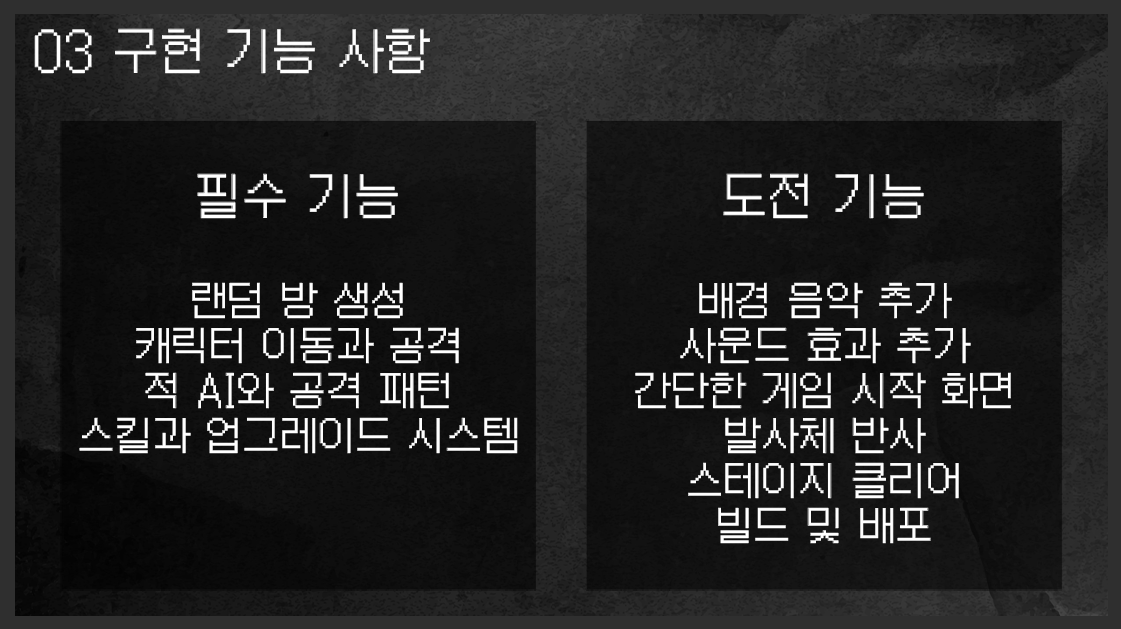 03 구현 기능 사항
필수 기능
랜덤 방 생성
캐릭터 이동과 공격
적 AI와 공격 패턴
스킬과 업그레이드 시스템
도전 기능
배경 음악 추가
사운드 효과 추가
간단한 게임 시작 화면
발사체 반사
스테이지 클리어
빌드 및 배포